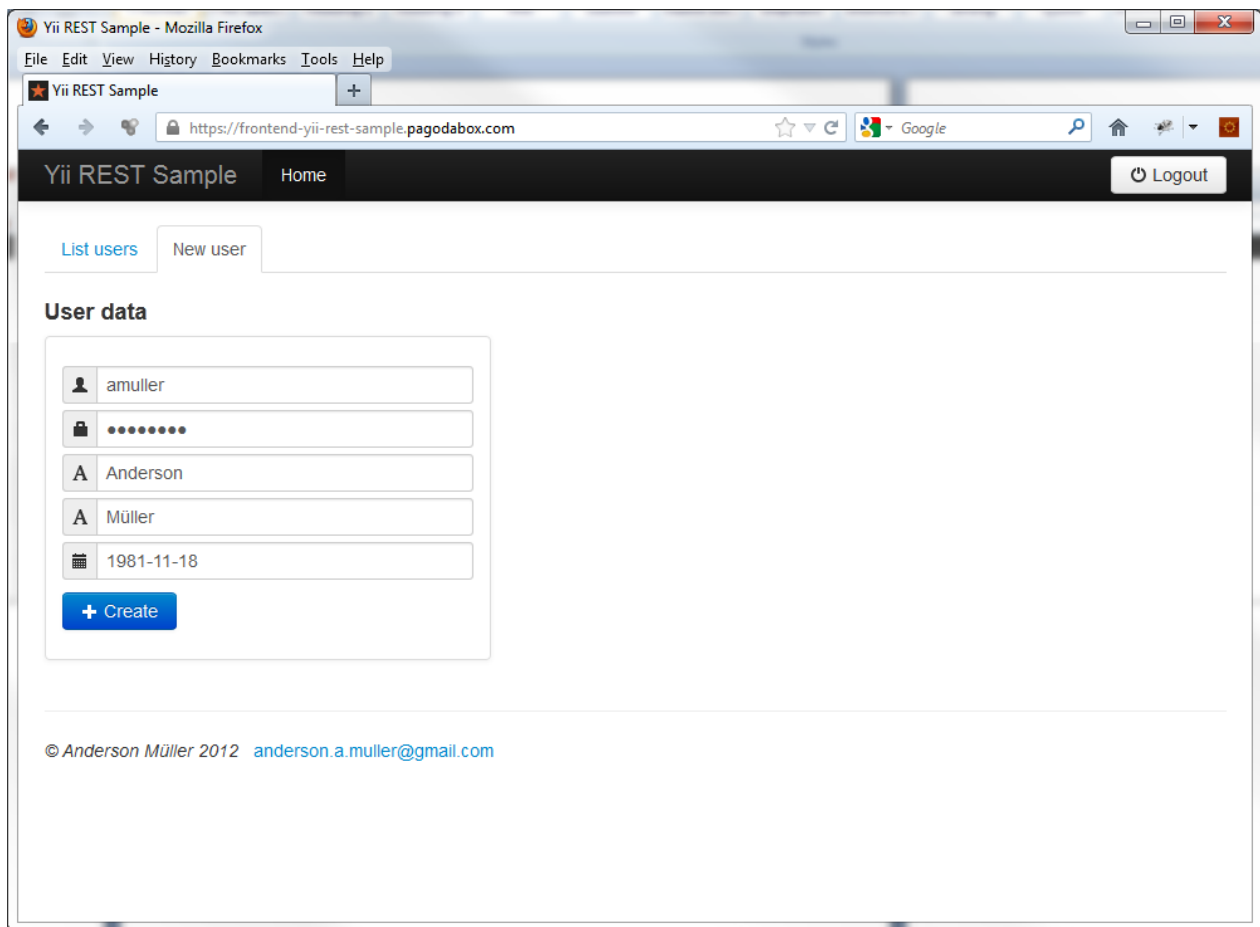 Yii REST Sample - Mozilla Firefox
File Edit View History Bookmarks Tools Help
Yii REST Sample
https://frontend-yii-rest-sample.pagodabox.com
Google
Yii REST Sample Home Logout
List users New user
User data
amuller
••••••••
Anderson
Müller
1981-11-18
+ Create
© Anderson Müller 2012 anderson.a.muller@gmail.com